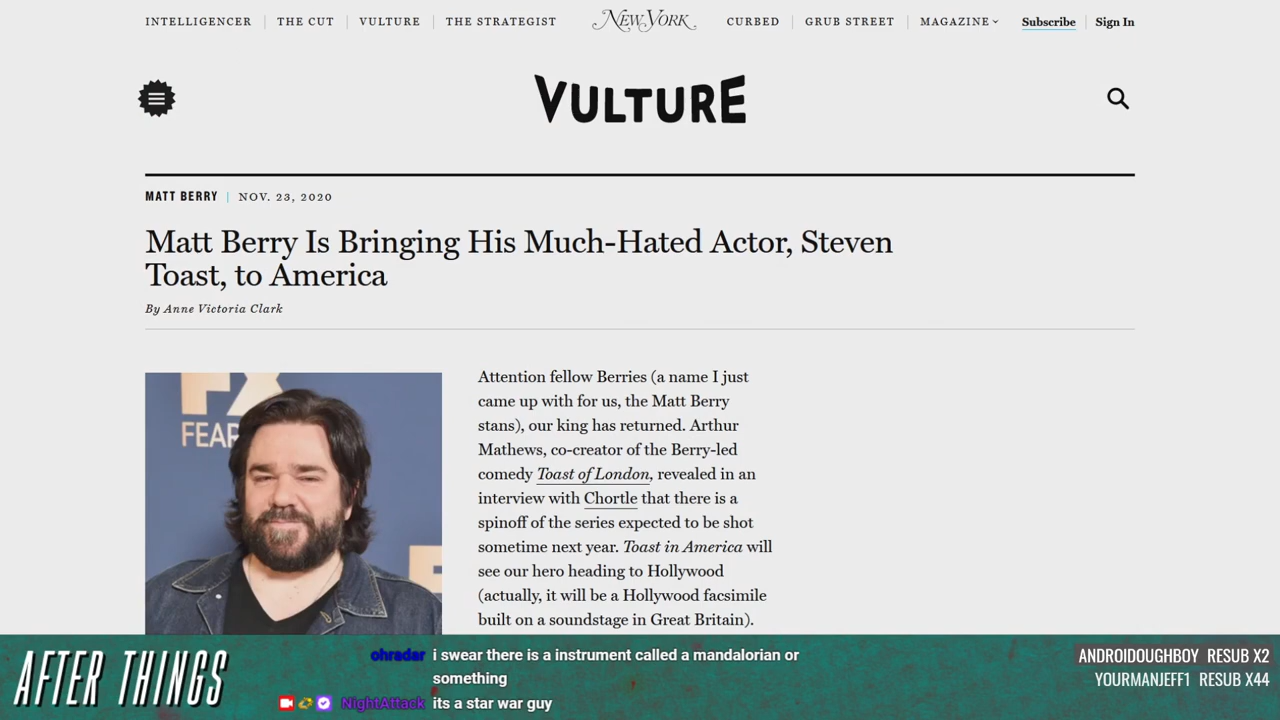 INTELLIGENCER THE CUT VULTURE THE STRATEGIST NEW YORK CURBED GRUB STREET MAGAZINE Subscribe Sign In
VULTURE
MATT BERRY | NOV. 23, 2020
Matt Berry Is Bringing His Much-Hated Actor, Steven
Toast, to America
By Anne Victoria Clark
FX
FEAR
F
Attention fellow Berries (a name I just
came up with for us, the Matt Berry
stans), our king has returned. Arthur
Mathews, co-creator of the Berry-led
comedy Toast of London, revealed in an
interview with Chortle that there is a
spinoff of the series expected to be shot
sometime next year. Toast in America will
see our hero heading to Hollywood
(actually, it will be a Hollywood facsimile
built on a soundstage in Great Britain).
AFTER THINGS
ohradar i swear there is a instrument called a mandalorian or
something
NightAttack its a star war guy
ANDROIDOUGHBOY RESUB X2
YOURMANJEFF1 RESUB X44